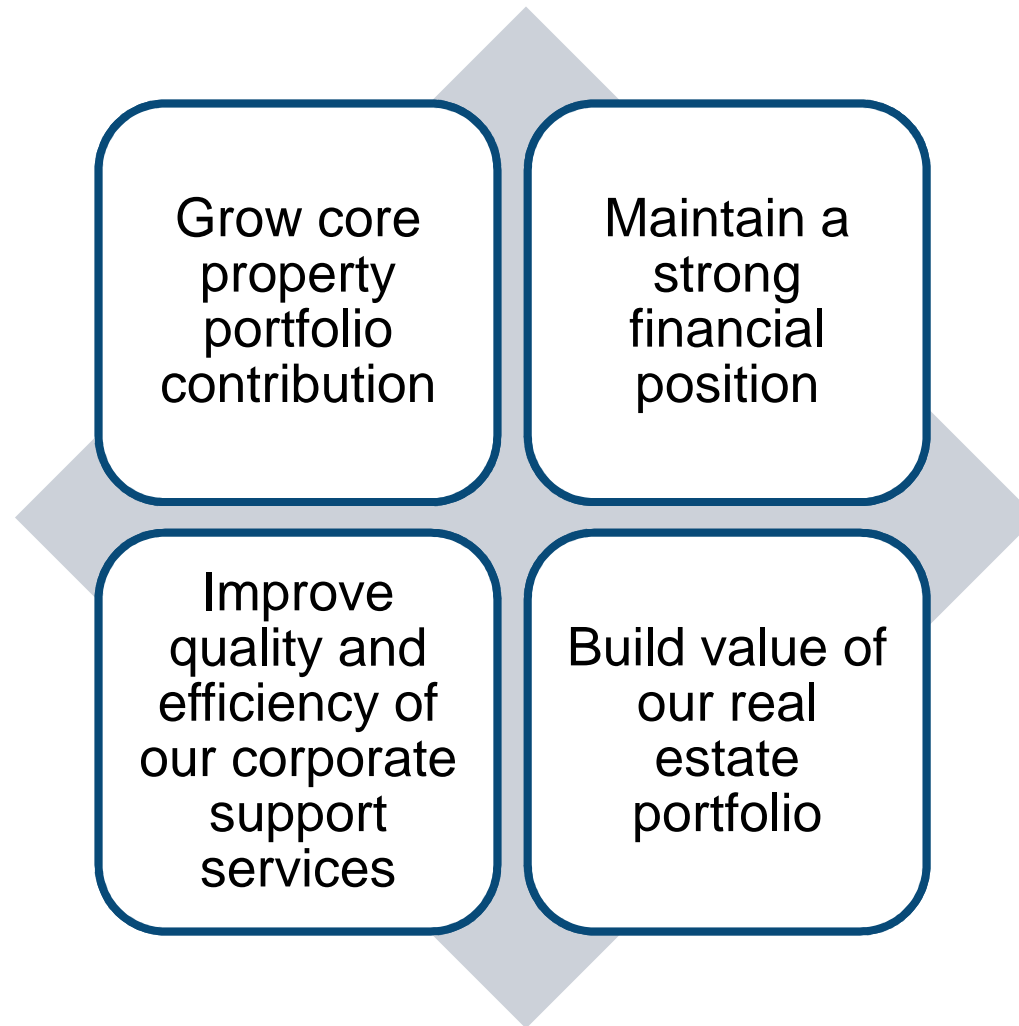 Grow core
property
portfolio
contribution
Maintain a
strong
financial
position
Improve
quality and
efficiency of
our corporate
support
services
Build value of
our real
estate
portfolio